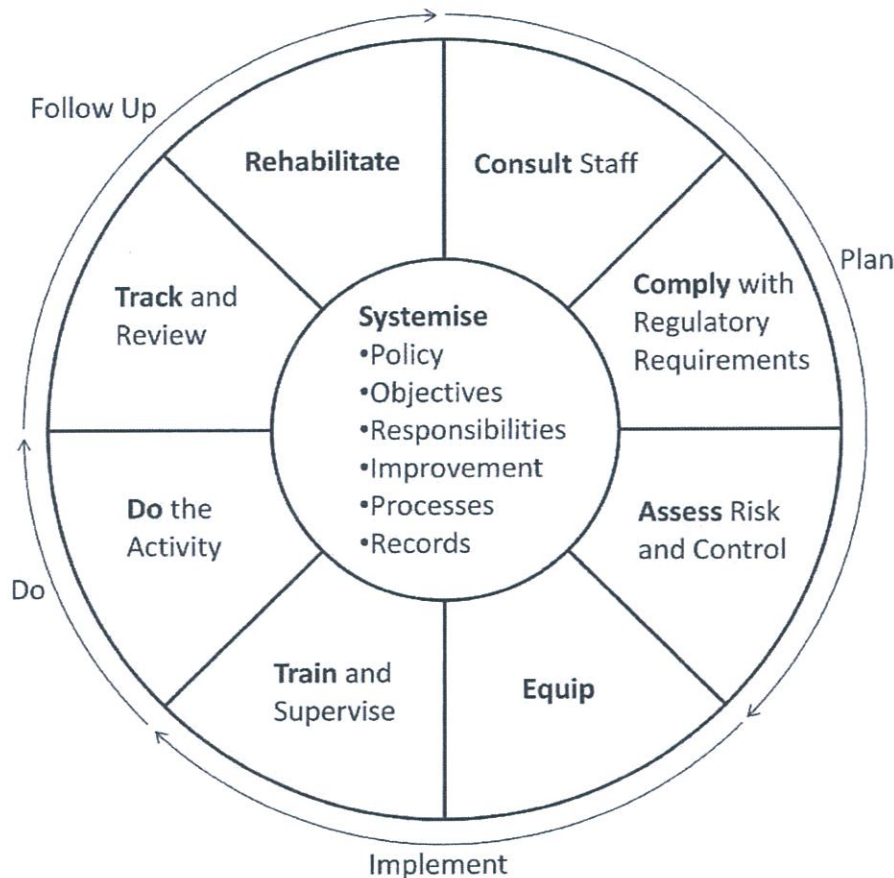 Follow Up
Rehabilitate
Consult Staff
Plan
Track and
Review
Systemise
•Policy
•Objectives
•Responsibilities
•Improvement
•Processes
•Records
Comply with
Regulatory
Requirements
Do the
Activity
Assess Risk
and Control
Do
Train and
Supervise
Equip
Implement